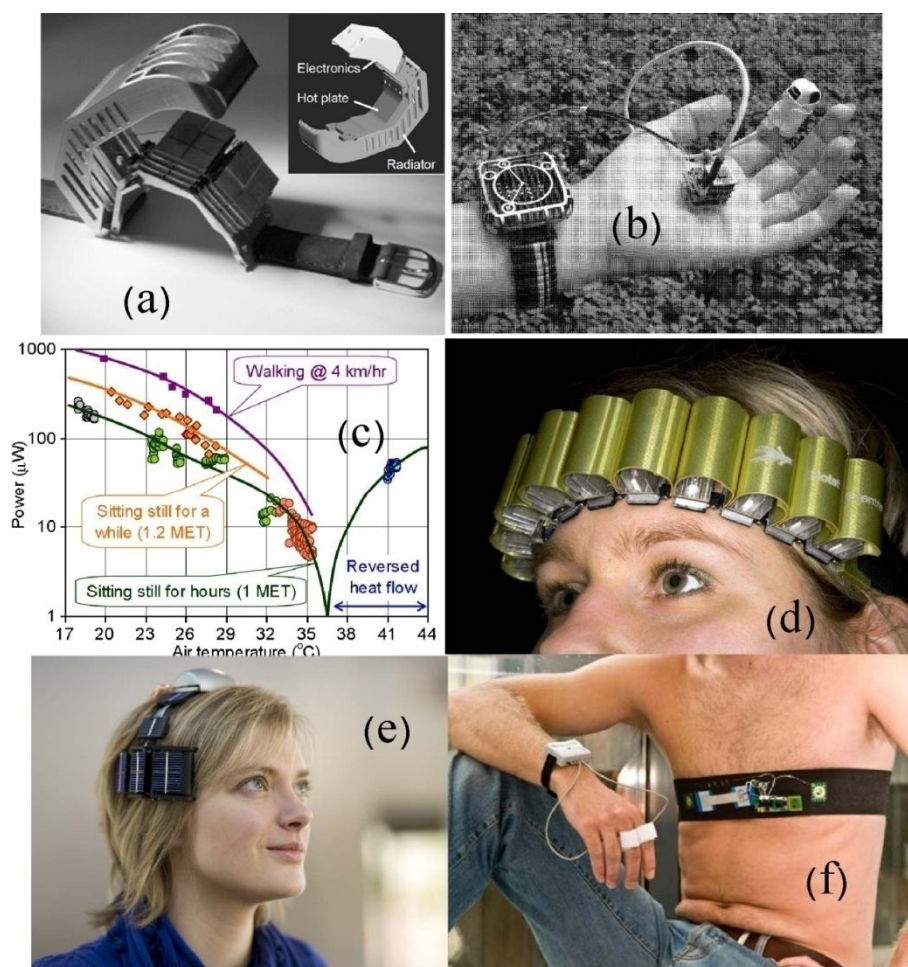 Electronics
Hot plate
Radiator
(a)
(b)
1000
100
10
1
Power (µW)
Walking @ 4 km/hr
(c)
Sitting still for a
while (1.2 MET)
Sitting still for hours (1 MET)
Reversed
heat flow
17 20 23 26 29 32 35 38 41 44
Air temperature (°C)
(d)
(e)
(f)